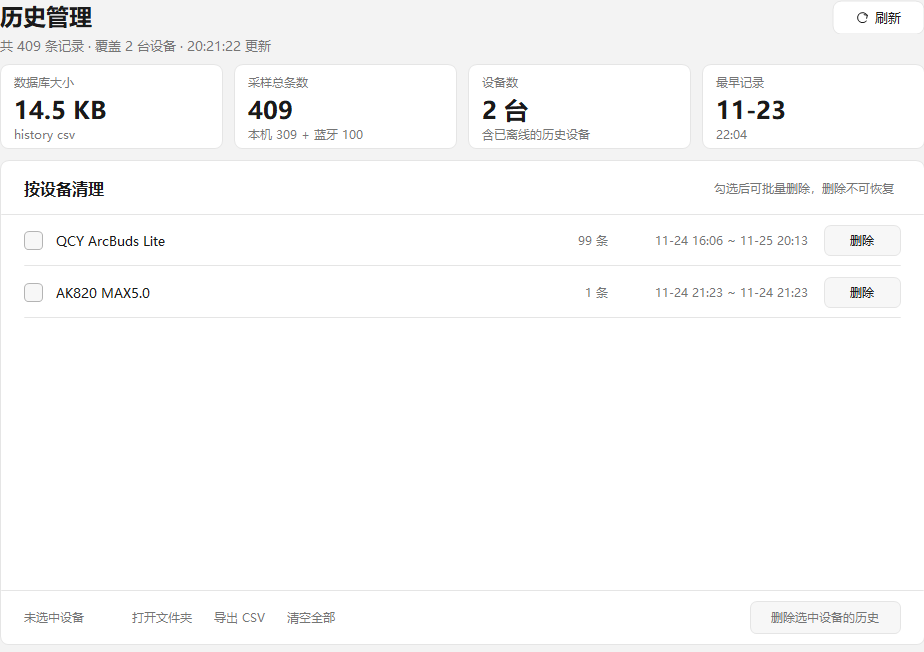 历史管理
刷新
共 409 条记录 · 覆盖 2 台设备 · 20:21:22 更新
数据库大小
14.5 KB
history csv
采样总条数
409
本机 309 + 蓝牙 100
设备数
2 台
含已离线的历史设备
最早记录
11-23
22:04
按设备清理
勾选后可批量删除，删除不可恢复
QCY ArcBuds Lite 99 条 11-24 16:06 ~ 11-25 20:13 删除
AK820 MAX5.0 1 条 11-24 21:23 ~ 11-24 21:23 删除
未选中设备 打开文件夹 导出 CSV 清空全部 删除选中设备的历史